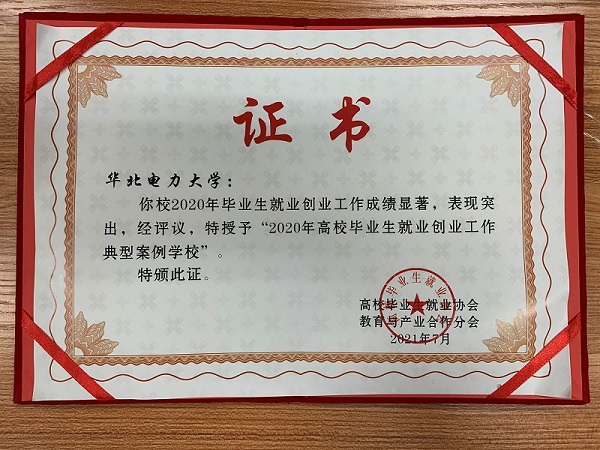 证书
华北电力大学：
你校2020年毕业生就业创业工作成绩显著，表现突
出，经评议，特授予“2020年高校毕业生就业创业工作
典型案例学校”。
特颁此证。
高校毕业生就业协会
教育与产业合作分会
2021年7月